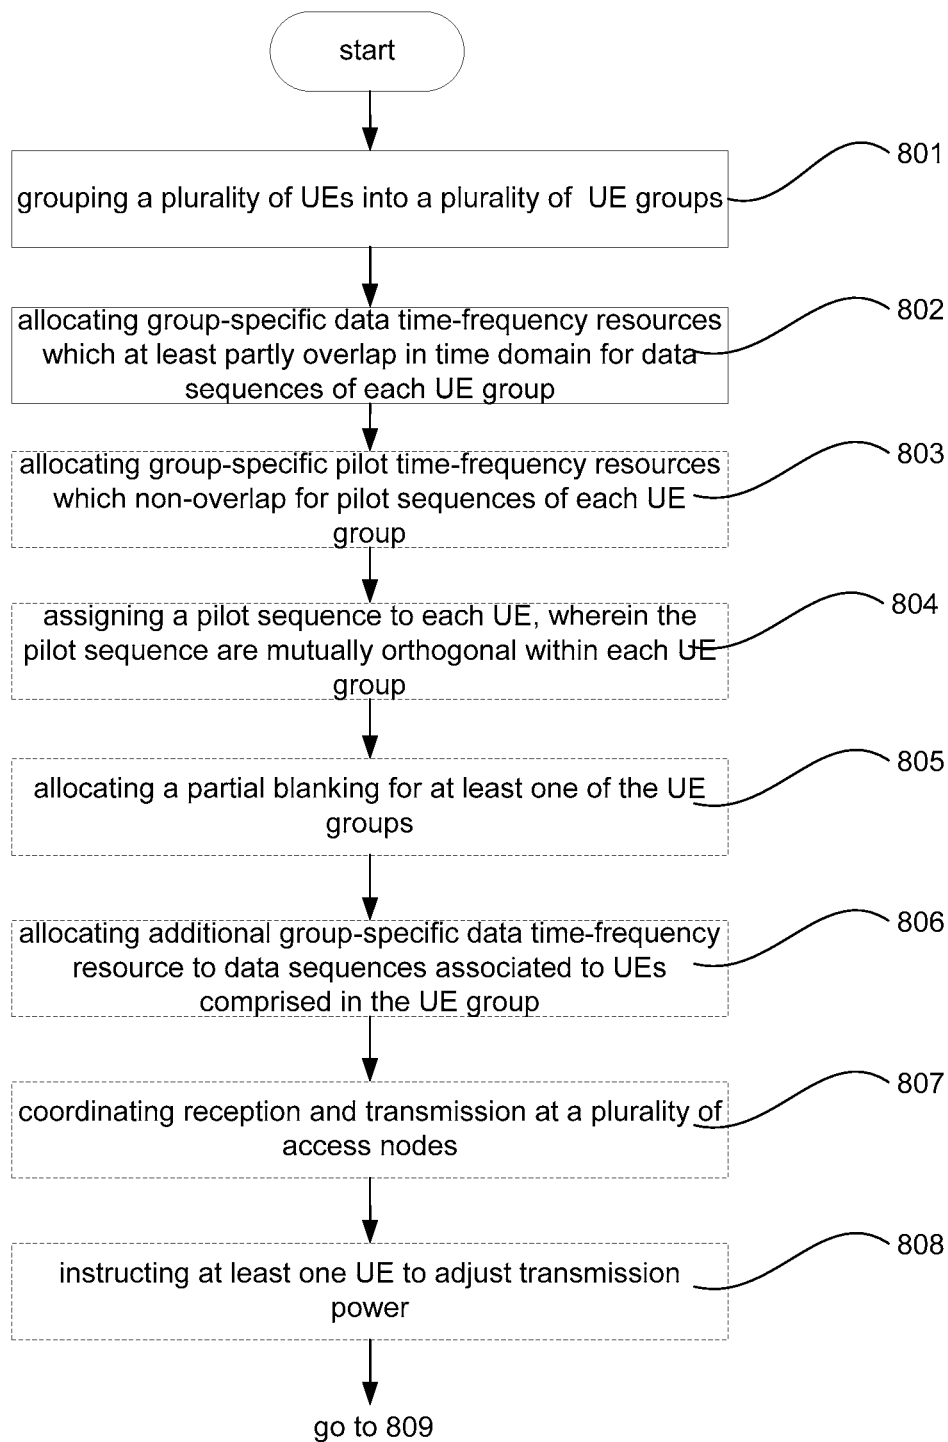 start
801
grouping a plurality of UEs into a plurality of UE groups
802
allocating group-specific data time-frequency resources
which at least partly overlap in time domain for data
sequences of each UE group
803
allocating group-specific pilot time-frequency resources
which non-overlap for pilot sequences of each UE
group
804
assigning a pilot sequence to each UE, wherein the
pilot sequence are mutually orthogonal within each UE
group
805
allocating a partial blanking for at least one of the UE
groups
806
allocating additional group-specific data time-frequency
resource to data sequences associated to UEs
comprised in the UE group
807
coordinating reception and transmission at a plurality of
access nodes
808
instructing at least one UE to adjust transmission
power
go to 809